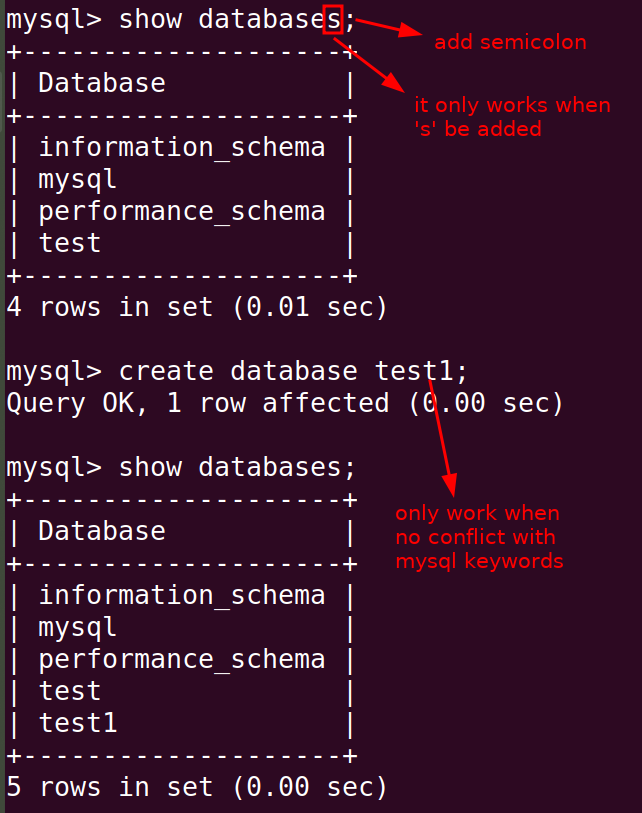 mysql> show databases;
add semicolon
+--------------------+
| Database           |
it only works when
's' be added
+--------------------+
| information_schema |
| mysql              |
| performance_schema |
| test               |
+--------------------+
4 rows in set (0.01 sec)
mysql> create database test1;
Query OK, 1 row affected (0.00 sec)
mysql> show databases;
+--------------------+
| Database           |
only work when
no conflict with
mysql keywords
+--------------------+
| information_schema |
| mysql              |
| performance_schema |
| test               |
| test1              |
+--------------------+
5 rows in set (0.00 sec)